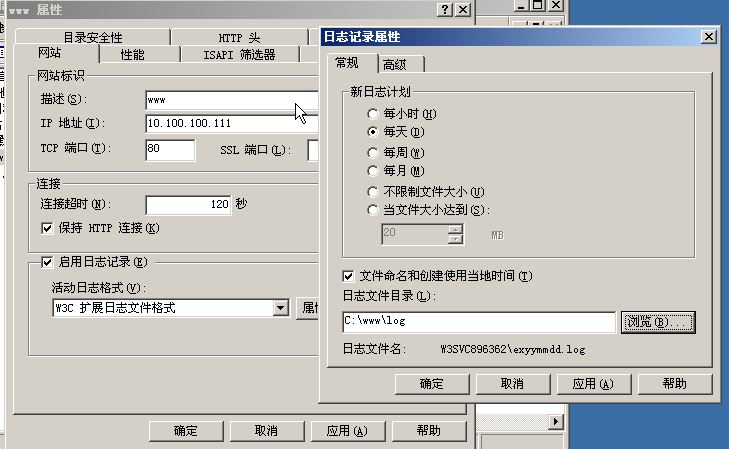 www 属性
目录安全性
HTTP 头
网站
性能
ISAPI 筛选器
网站标识
描述(S):
www
IP 地址(I):
10.100.100.111
TCP 端口(T):
80
SSL 端口(L):
连接
连接超时(N):
120 秒
保持 HTTP 连接(K)
启用日志记录(E)
活动日志格式(V):
W3C 扩展日志文件格式
属性
确定
取消
应用(A)
帮助
日志记录属性
常规
高级
新日志计划
每小时(H)
每天(D)
每周(W)
每月(M)
不限制文件大小(U)
当文件大小达到(S):
20 MB
文件命名和创建使用当地时间(T)
日志文件目录(L):
C:\www\log
浏览(B)...
日志文件名: W3SVC896362\exyymmdd.log
确定
取消
应用(A)
帮助